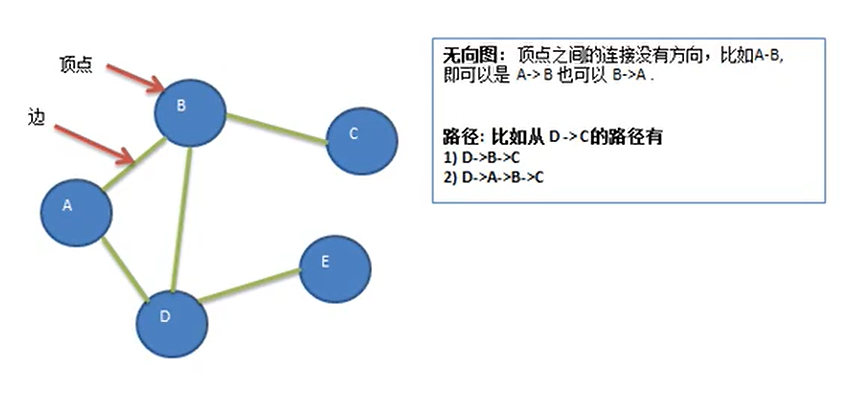 顶点
边
B
C
A
E
D
无向图： 顶点之间的连接没有方向，比如A-B,
即可以是 A-> B 也可以 B->A .
路径: 比如从 D -> C的路径有
1) D->B->C
2) D->A->B->C